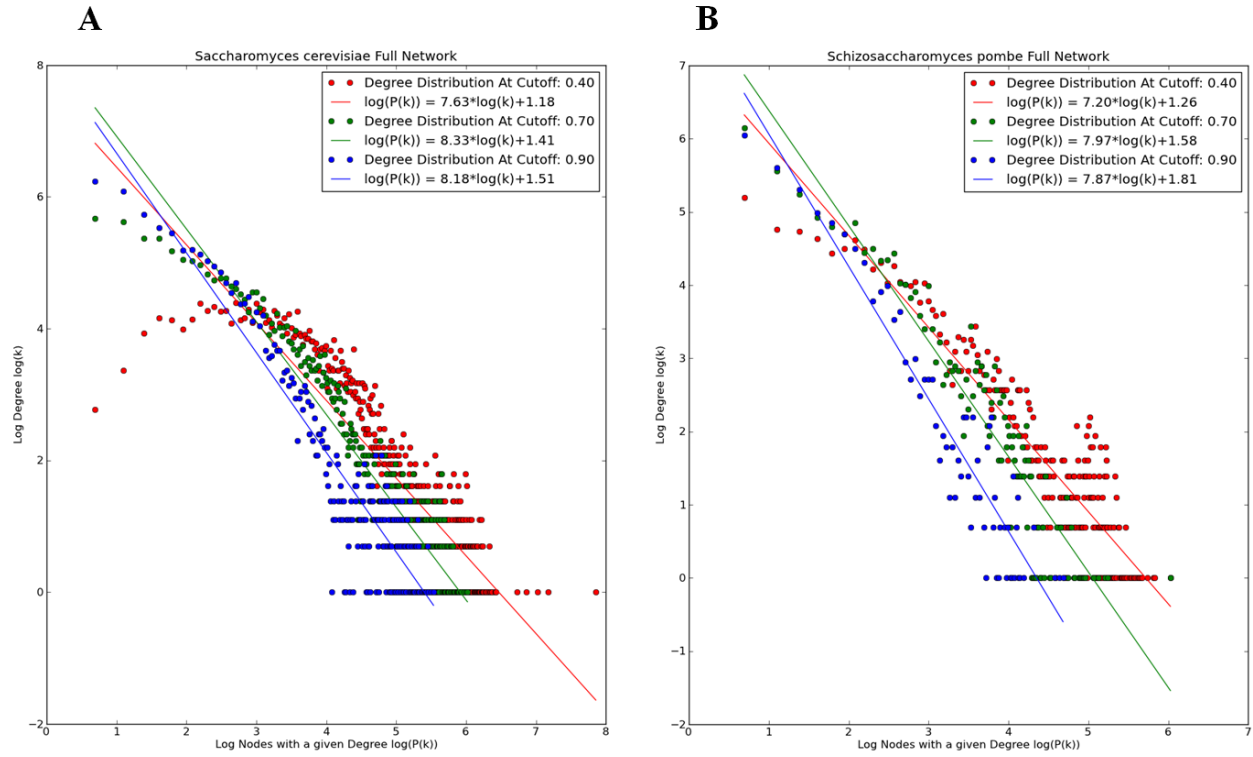 A
Saccharomyces cerevisiae Full Network
Degree Distribution At Cutoff: 0.40
log(P(k)) = 7.63*log(k)+1.18
Degree Distribution At Cutoff: 0.70
log(P(k)) = 8.33*log(k)+1.41
Degree Distribution At Cutoff: 0.90
log(P(k)) = 8.18*log(k)+1.51
Log Degree log(k)
8
6
4
2
0
−2
0 1 2 3 4 5 6 7 8
Log Nodes with a given Degree log(P(k))
B
Schizosaccharomyces pombe Full Network
Degree Distribution At Cutoff: 0.40
log(P(k)) = 7.20*log(k)+1.26
Degree Distribution At Cutoff: 0.70
log(P(k)) = 7.97*log(k)+1.58
Degree Distribution At Cutoff: 0.90
log(P(k)) = 7.87*log(k)+1.81
Log Degree log(k)
7
6
5
4
3
2
1
0
−1
−2
0 1 2 3 4 5 6 7
Log Nodes with a given Degree log(P(k))